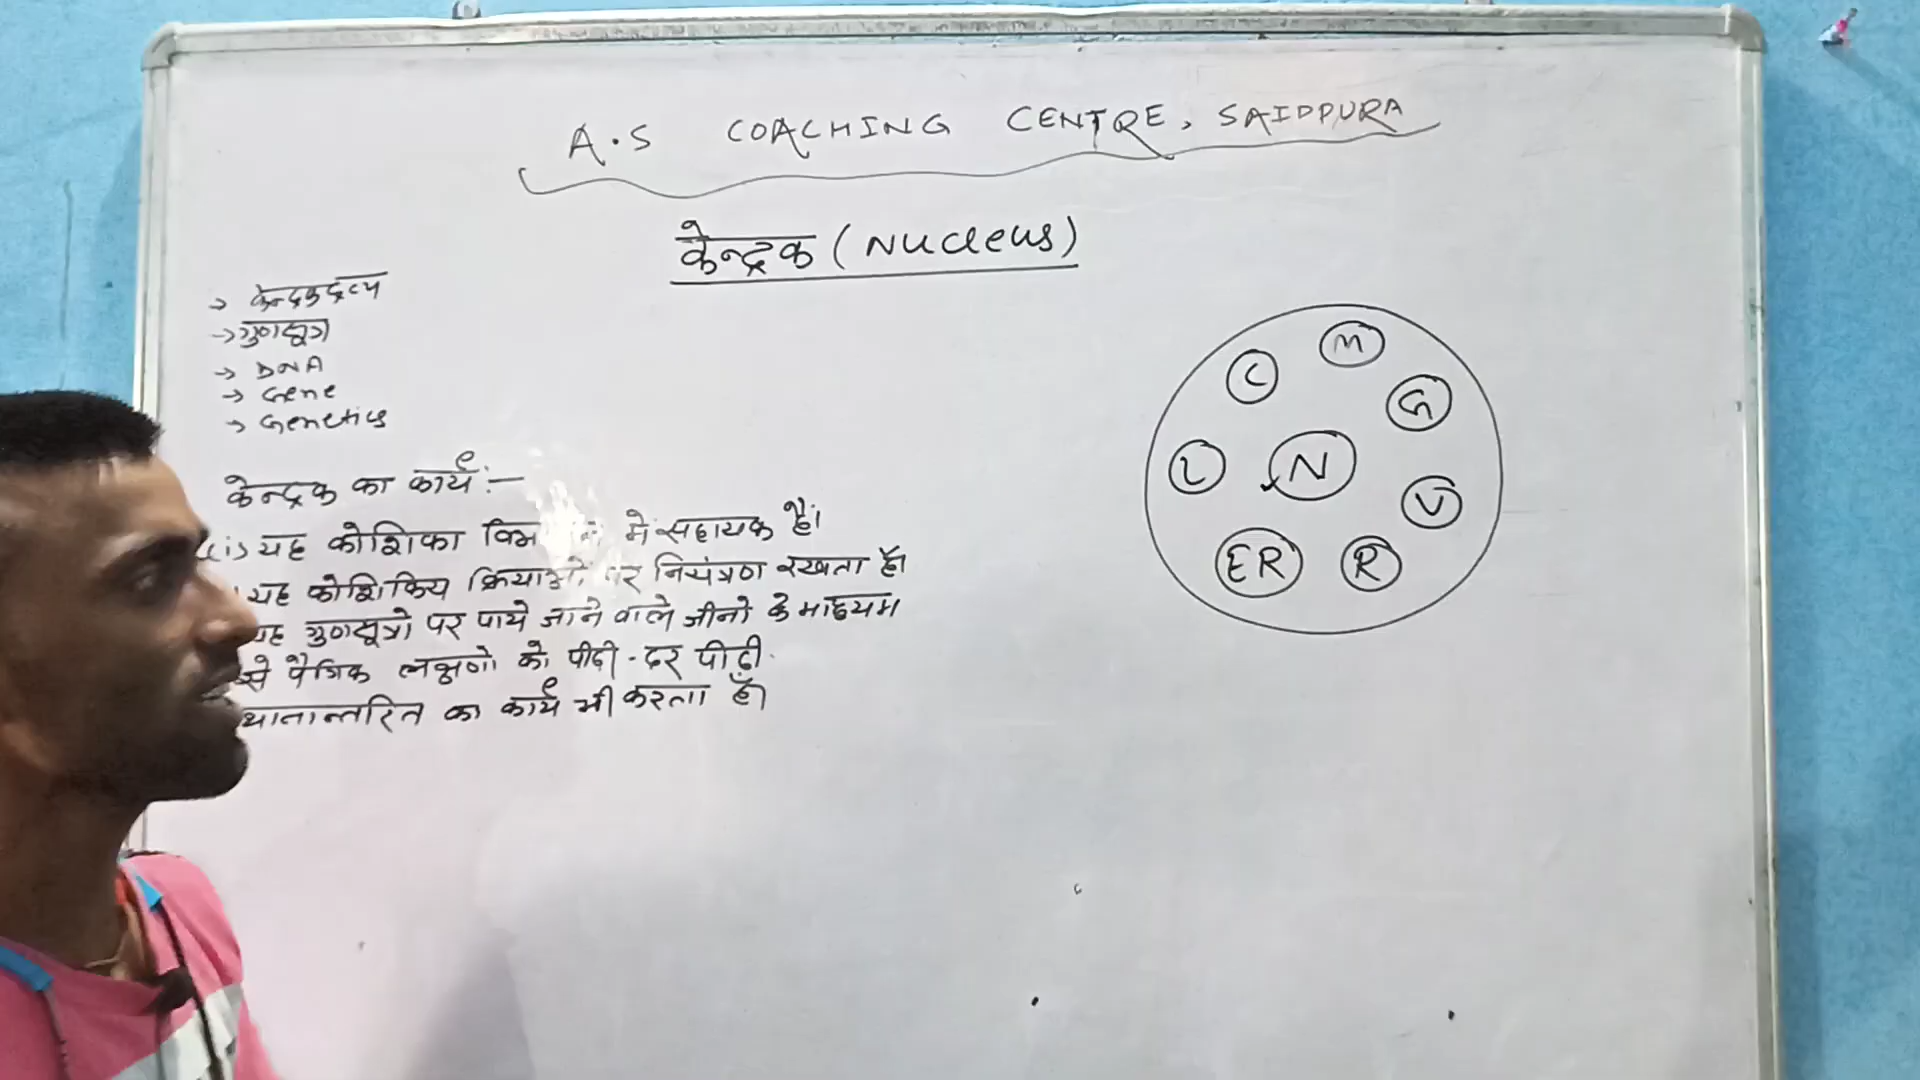 A.S COACHING CENTRE, SAIDPURA
केन्द्रक (Nucleus)
→ केन्द्रकद्रव्य
→ गुणसूत्र
→ DNA
→ Gene
→ Genetics
केन्द्रक का कार्य :-
(i) यह कोशिका में सहायक है।
यह कोशिकिय क्रियाओं पर नियंत्रण रखता है।
यह गुणसूत्रो पर पाये जाने वाले जीनो के माध्यम
से पैत्रिक लक्षणो को पीढ़ी - दर पीढ़ी
का कार्य भी करता है।
M
C
G
L
N
V
ER
R